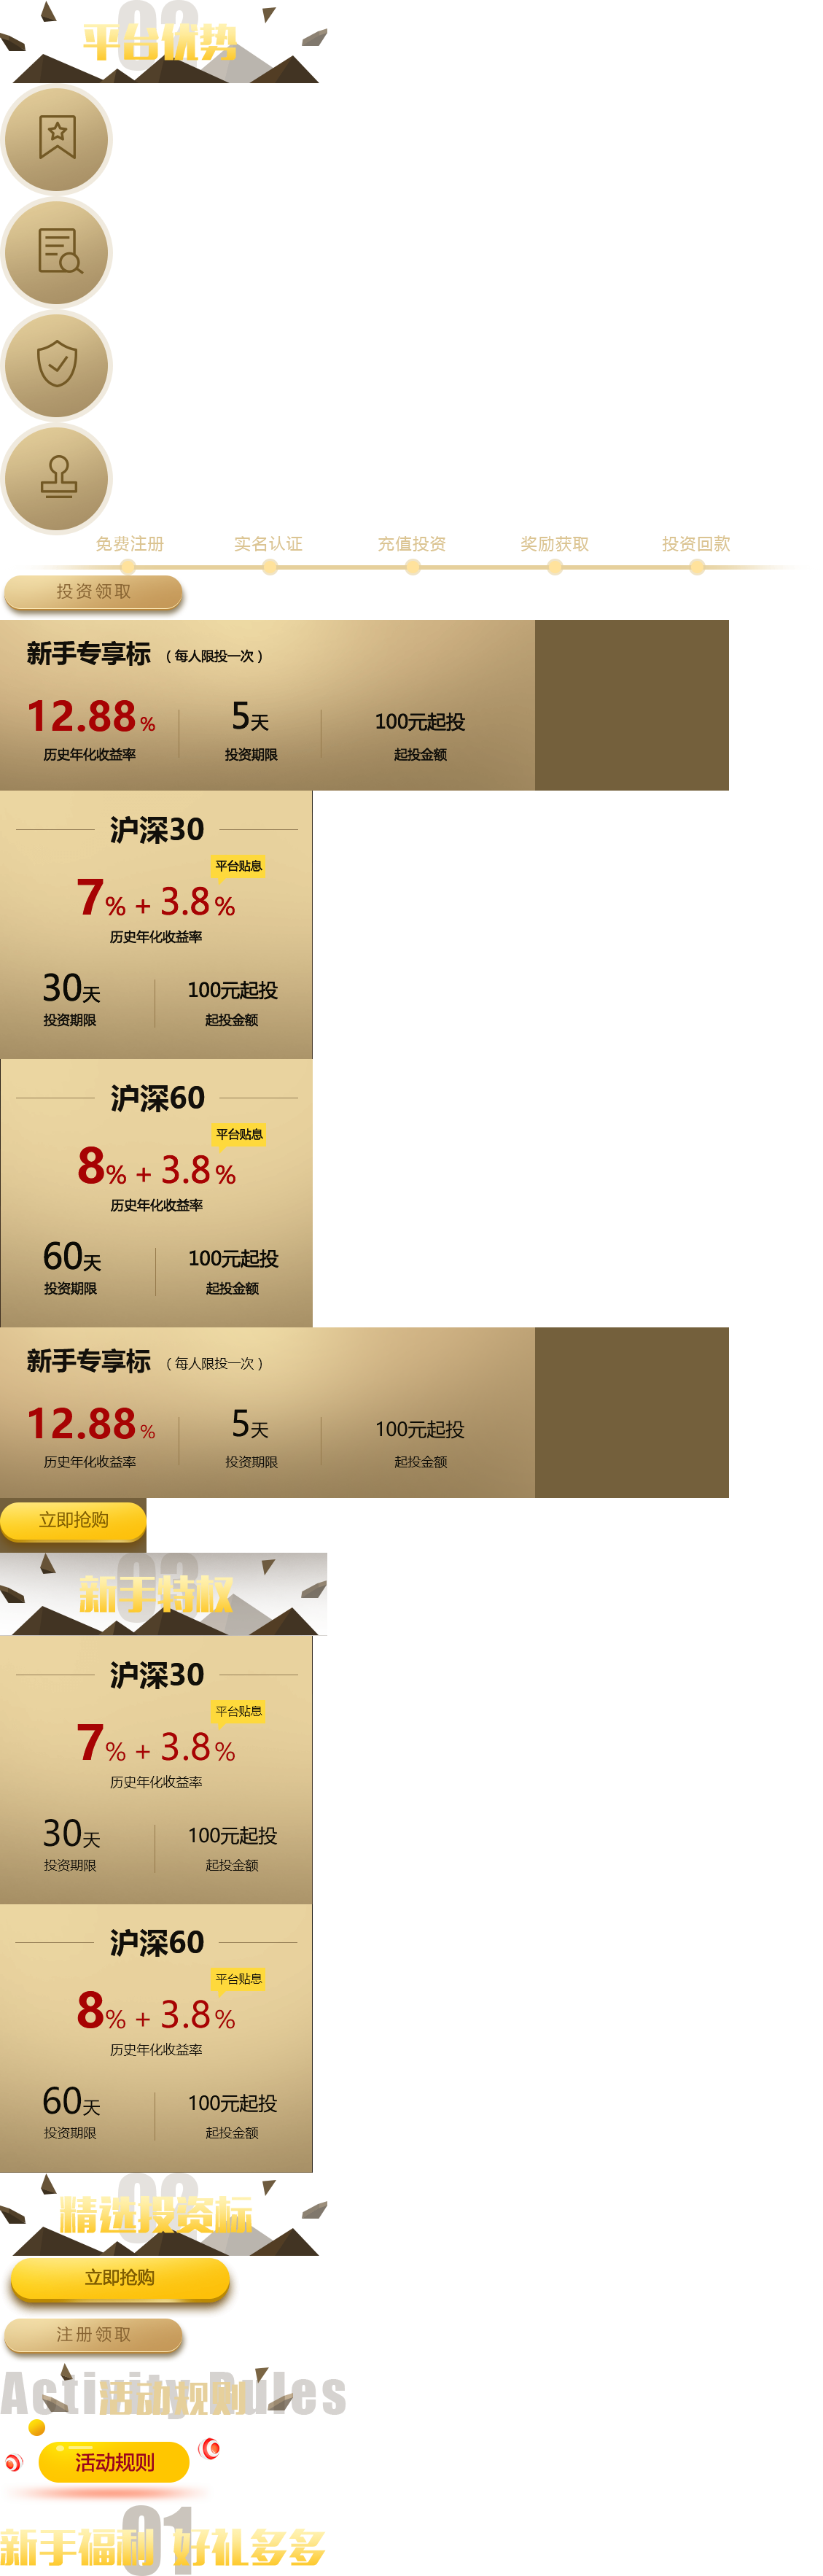 03
平台优势
免费注册 实名认证 充值投资 奖励获取 投资回款
投资领取
新手专享标 （每人限投一次）
12.88% 5天 100元起投
历史年化收益率 投资期限 起投金额
沪深30
平台贴息
7% + 3.8%
历史年化收益率
30天 100元起投
投资期限 起投金额
沪深60
平台贴息
8% + 3.8%
历史年化收益率
60天 100元起投
投资期限 起投金额
新手专享标 （每人限投一次）
12.88% 5天 100元起投
历史年化收益率 投资期限 起投金额
立即抢购
新手特权
沪深30
平台贴息
7% + 3.8%
历史年化收益率
30天 100元起投
投资期限 起投金额
沪深60
平台贴息
8% + 3.8%
历史年化收益率
60天 100元起投
投资期限 起投金额
精选投资标
立即抢购
注册领取
Activity Rules
活动规则
活动规则
01
新手福利 好礼多多